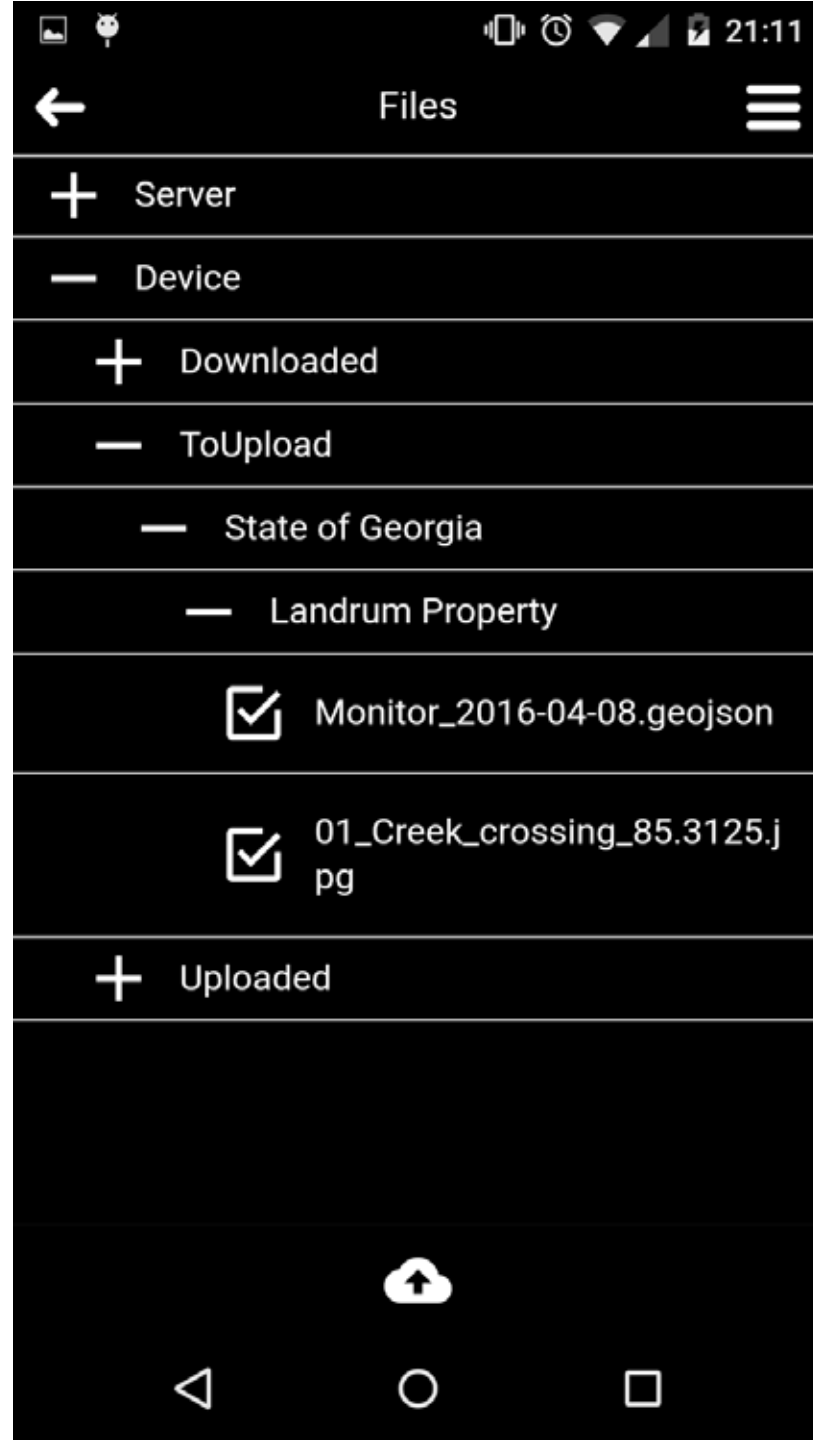 21:11
Files
Server
Device
Downloaded
ToUpload
State of Georgia
Landrum Property
Monitor_2016-04-08.geojson
01_Creek_crossing_85.3125.j
pg
Uploaded